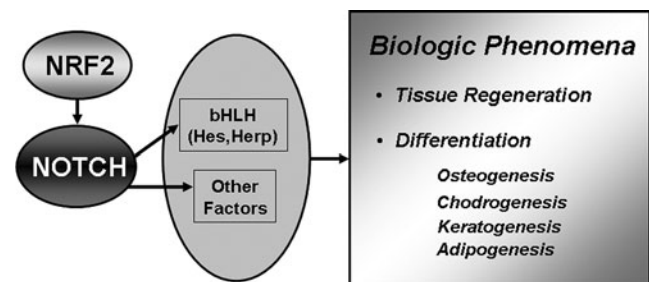 NRF2
NOTCH
bHLH
(Hes,Herp)
Other
Factors
Biologic Phenomena
• Tissue Regeneration
• Differentiation
Osteogenesis
Chodrogenesis
Keratogenesis
Adipogenesis